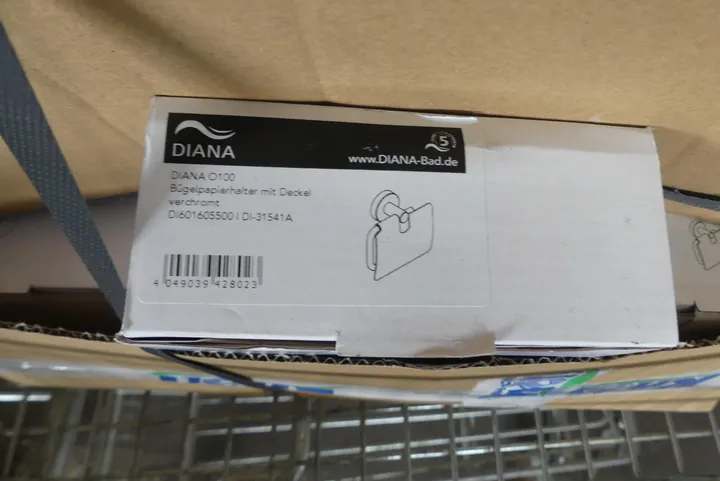 DIANA
5
www.DIANA-Bad.de
DIANA O100
Bügelpapierhalter mit Deckel
verchromt
DI601605500 | DI-31541A
4 049039 428023